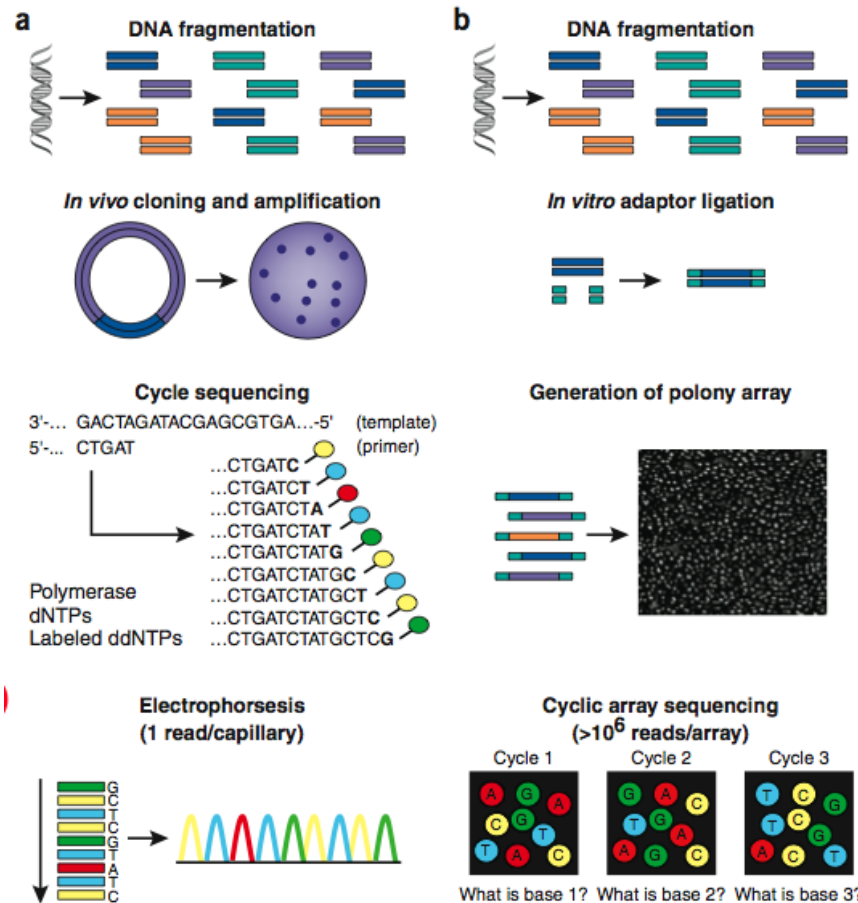 a
DNA fragmentation
In vivo cloning and amplification
Cycle sequencing
3'-... GACTAGATACGAGCGTGA...-5' (template)
5'-... CTGAT (primer)
...CTGATC
...CTGATCT
...CTGATCTA
...CTGATCTAT
...CTGATCTATG
...CTGATCTATGC
...CTGATCTATGCT
...CTGATCTATGCTC
...CTGATCTATGCTCG
Polymerase
dNTPs
Labeled ddNTPs
Electrophorsesis
(1 read/capillary)
G
C
T
C
G
T
A
T
C
b
DNA fragmentation
In vitro adaptor ligation
Generation of polony array
Cyclic array sequencing
(>10⁶ reads/array)
Cycle 1
A G A
C G T
T A C
What is base 1?
Cycle 2
G A C
T G A
A G C
What is base 2?
Cycle 3
T C G
T C G
A C T
What is base 3?